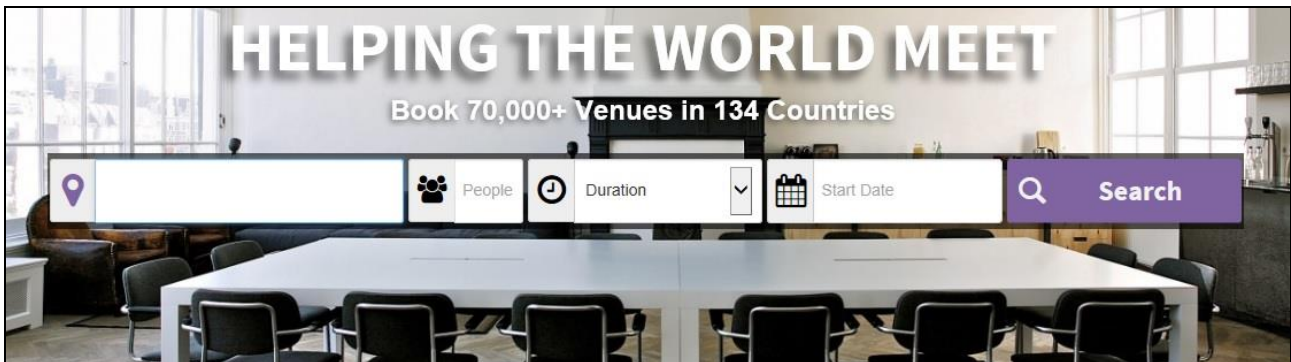 HELPING THE WORLD MEET
Book 70,000+ Venues in 134 Countries
People Duration Start Date Search